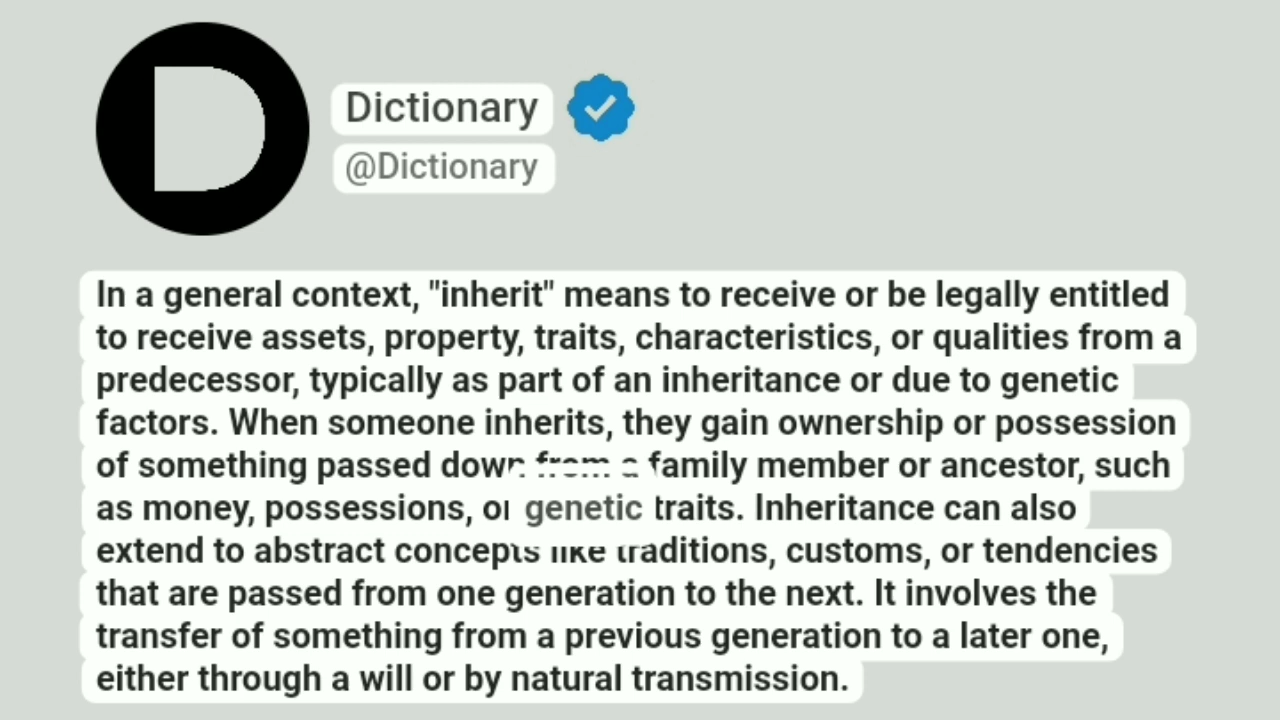 D
Dictionary
@Dictionary
In a general context, "inherit" means to receive or be legally entitled
to receive assets, property, traits, characteristics, or qualities from a
predecessor, typically as part of an inheritance or due to genetic
factors. When someone inherits, they gain ownership or possession
of something passed down from a family member or ancestor, such
as money, possessions, or genetic traits. Inheritance can also
extend to abstract concepts like traditions, customs, or tendencies
that are passed from one generation to the next. It involves the
transfer of something from a previous generation to a later one,
either through a will or by natural transmission.